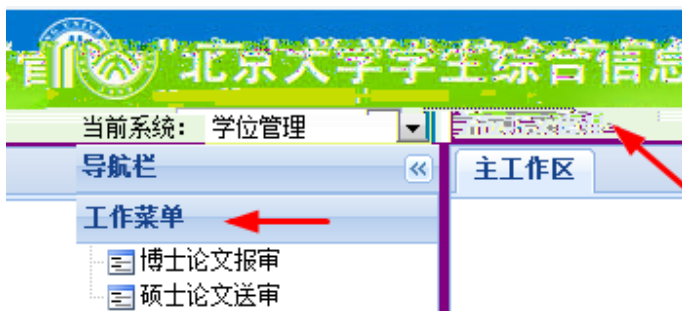 北京大学学生综合信息
当前系统： 学位管理
导航栏
主工作区
工作菜单
博士论文报审
硕士论文送审